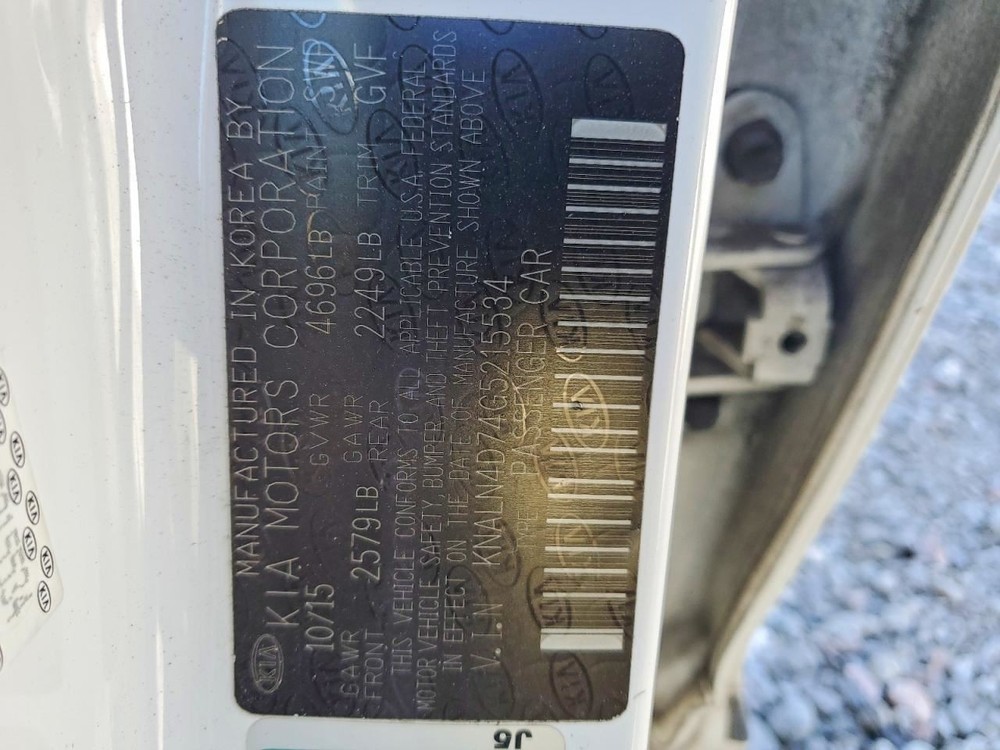 MANUFACTURED IN KOREA BY
KIA KIA MOTORS CORPORATION
10/15 GVWR 4696LB PAINT SWP
GAWR FRONT 2579LB GAWR REAR 2249LB TRIM GVF
THIS VEHICLE CONFORMS TO ALL APPLICABLE U.S.A. FEDERAL
MOTOR VEHICLE SAFETY, BUMPER, AND THEFT PREVENTION STANDARDS
IN EFFECT ON THE DATE OF MANUFACTURE SHOWN ABOVE
V.I.N KNALN4D74G5215534
TYPE: PASSENGER CAR
J5